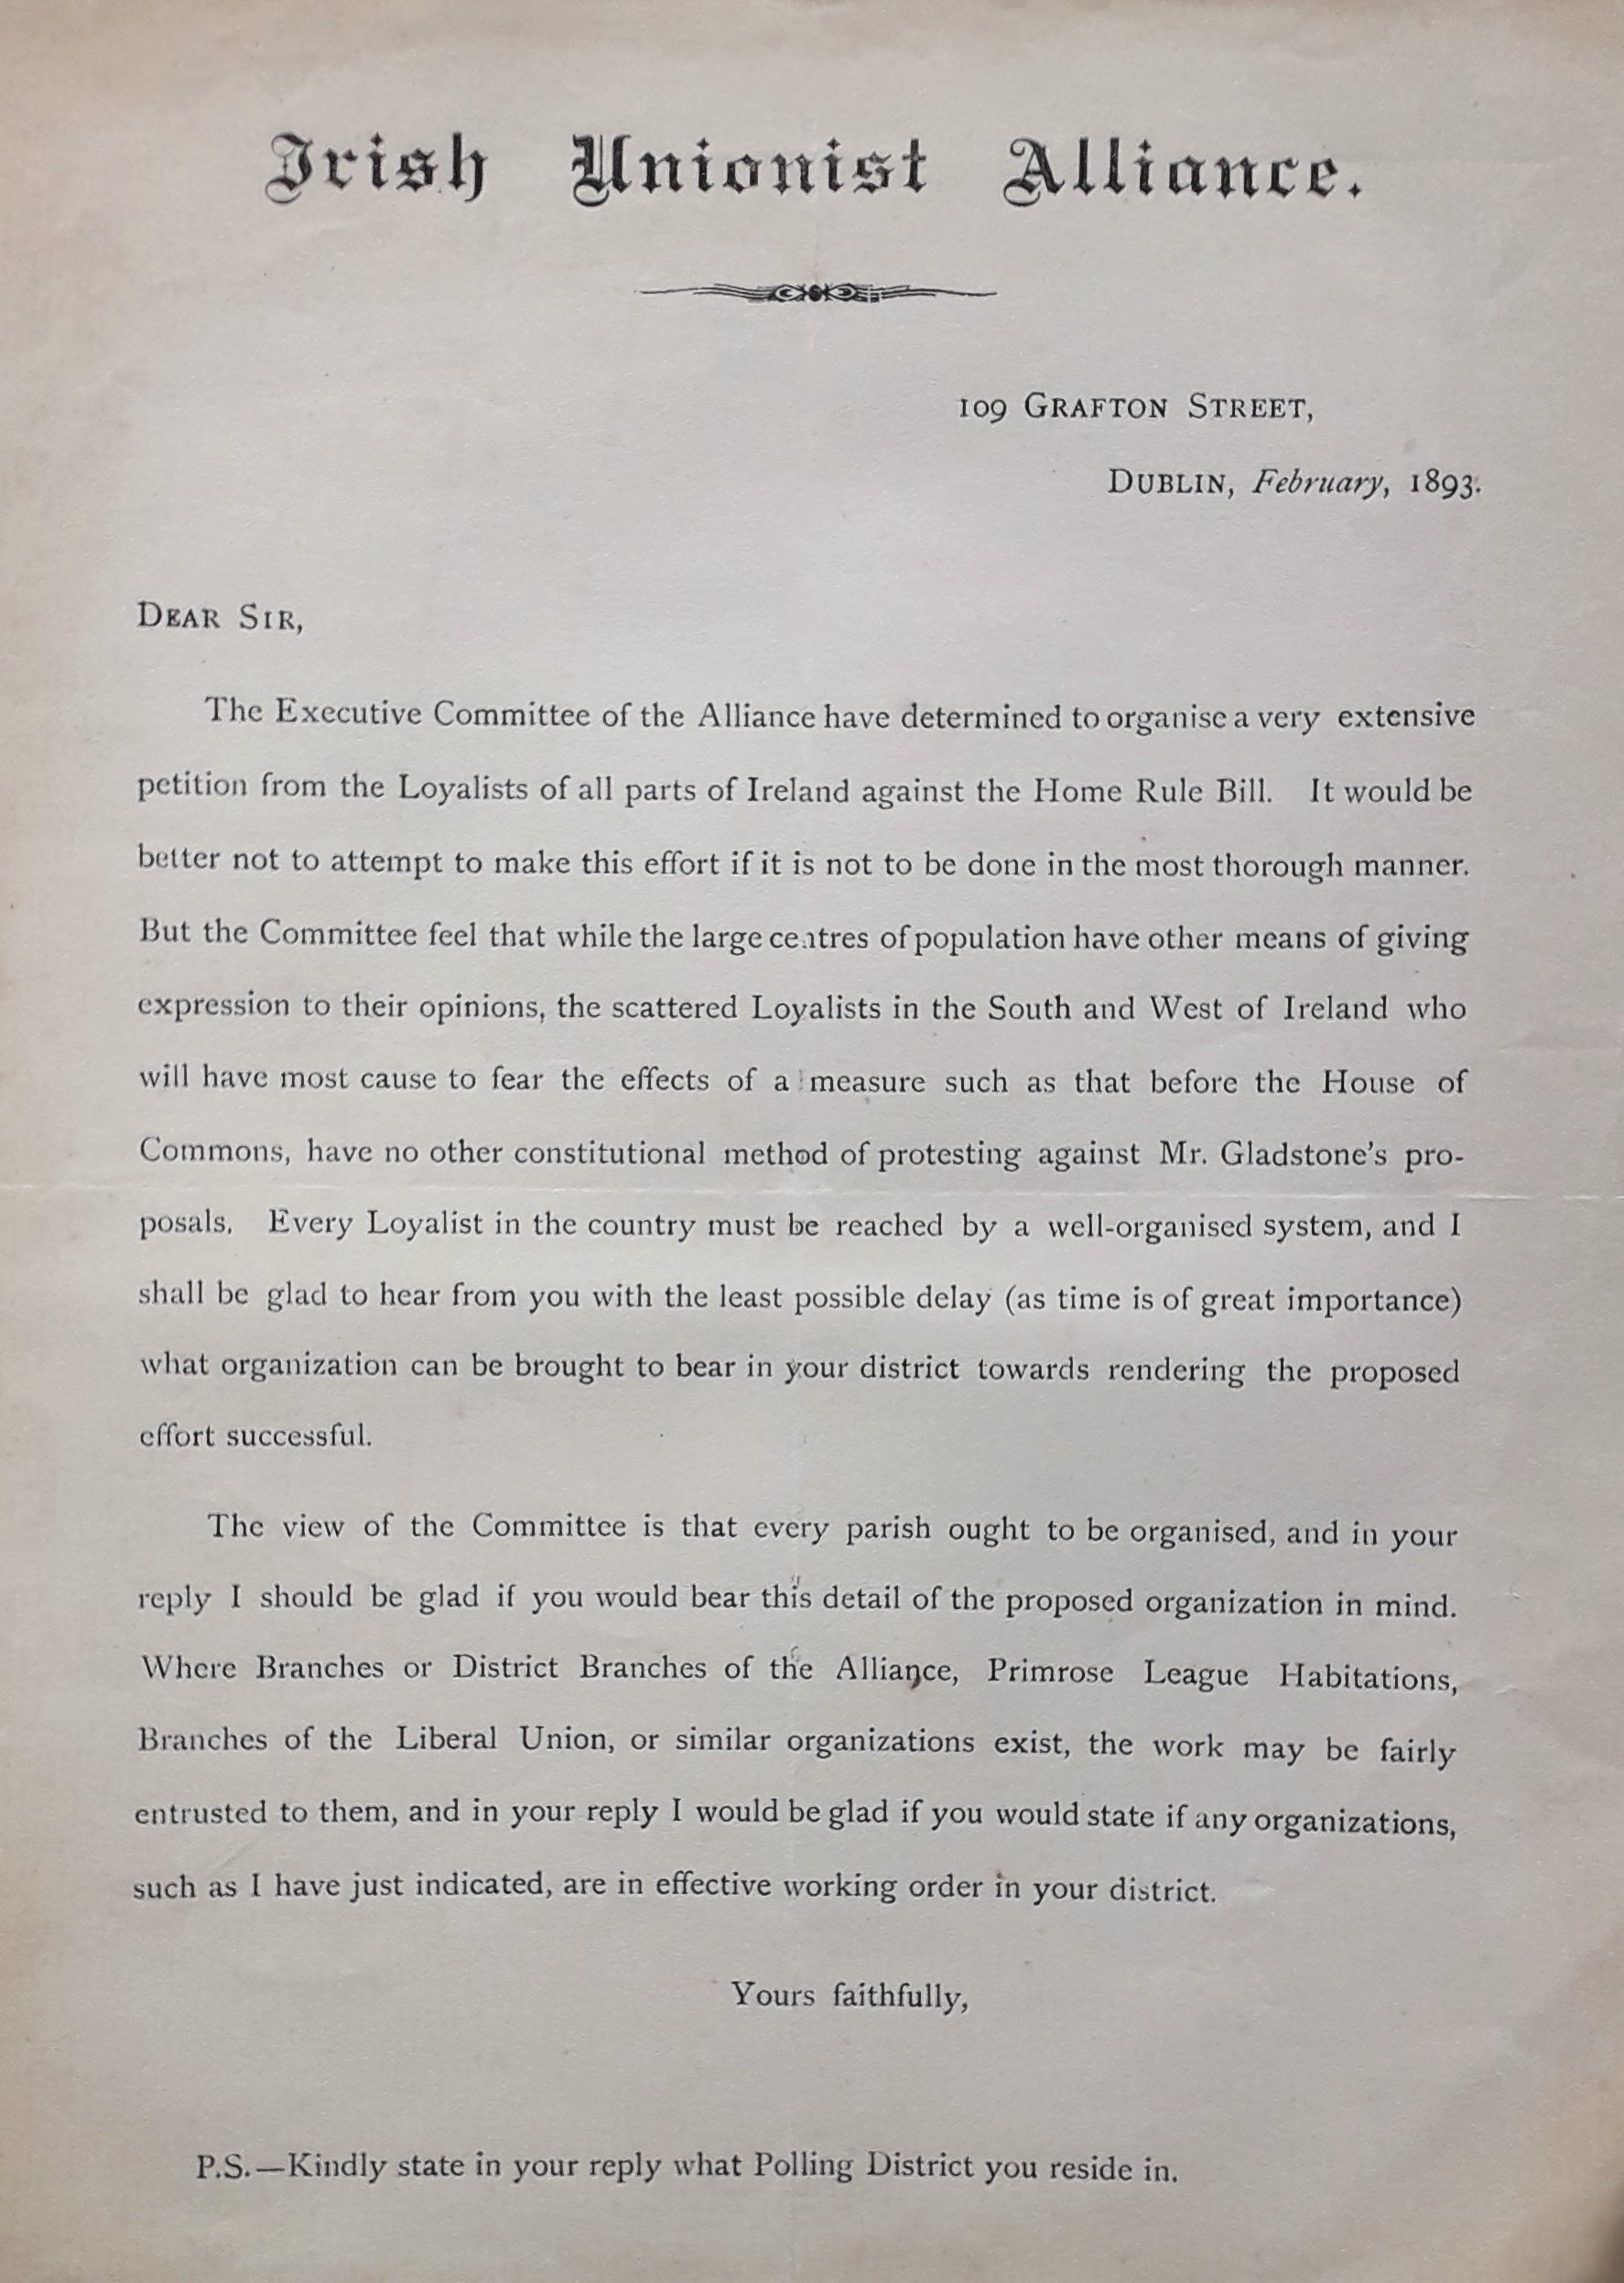 Irish Unionist Alliance.
109 GRAFTON STREET,
DUBLIN, February, 1893.
DEAR SIR,
The Executive Committee of the Alliance have determined to organise a very extensive
petition from the Loyalists of all parts of Ireland against the Home Rule Bill. It would be
better not to attempt to make this effort if it is not to be done in the most thorough manner.
But the Committee feel that while the large centres of population have other means of giving
expression to their opinions, the scattered Loyalists in the South and West of Ireland who
will have most cause to fear the effects of a measure such as that before the House of
Commons, have no other constitutional method of protesting against Mr. Gladstone's pro-
posals. Every Loyalist in the country must be reached by a well-organised system, and I
shall be glad to hear from you with the least possible delay (as time is of great importance)
what organization can be brought to bear in your district towards rendering the proposed
effort successful.
The view of the Committee is that every parish ought to be organised, and in your
reply I should be glad if you would bear this detail of the proposed organization in mind.
Where Branches or District Branches of the Alliance, Primrose League Habitations,
Branches of the Liberal Union, or similar organizations exist, the work may be fairly
entrusted to them, and in your reply I would be glad if you would state if any organizations,
such as I have just indicated, are in effective working order in your district.
Yours faithfully,
P.S.—Kindly state in your reply what Polling District you reside in.